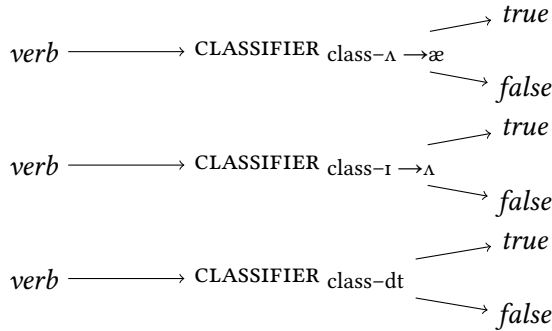 true
verb ⟶ CLASSIFIER class–ʌ →æ
false
true
verb ⟶ CLASSIFIER class–ɪ →ʌ
false
true
verb ⟶ CLASSIFIER class–dt
false